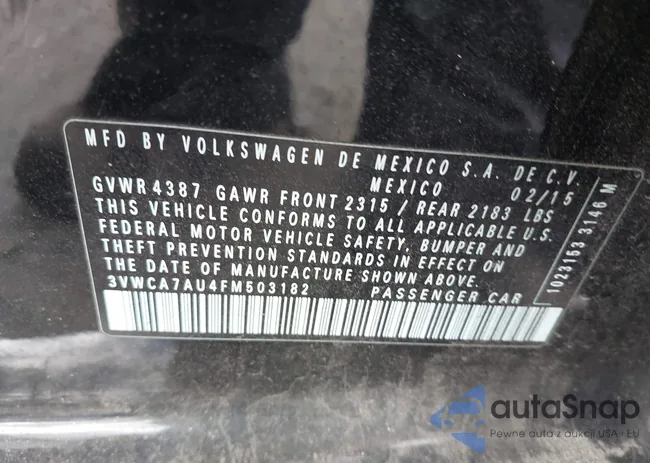 MFD BY VOLKSWAGEN DE MEXICO S.A. DE C.V.
MEXICO 02/15
GVWR 4387 GAWR FRONT 2315 / REAR 2183 LBS
THIS VEHICLE CONFORMS TO ALL APPLICABLE U.S.
FEDERAL MOTOR VEHICLE SAFETY, BUMPER AND
THEFT PREVENTION STANDARDS IN EFFECT ON
THE DATE OF MANUFACTURE SHOWN ABOVE.
3VWCA7AU4FM503182 PASSENGER CAR
1023153 3146 M
autoSnap
Pewne auta z aukcji USA i EU